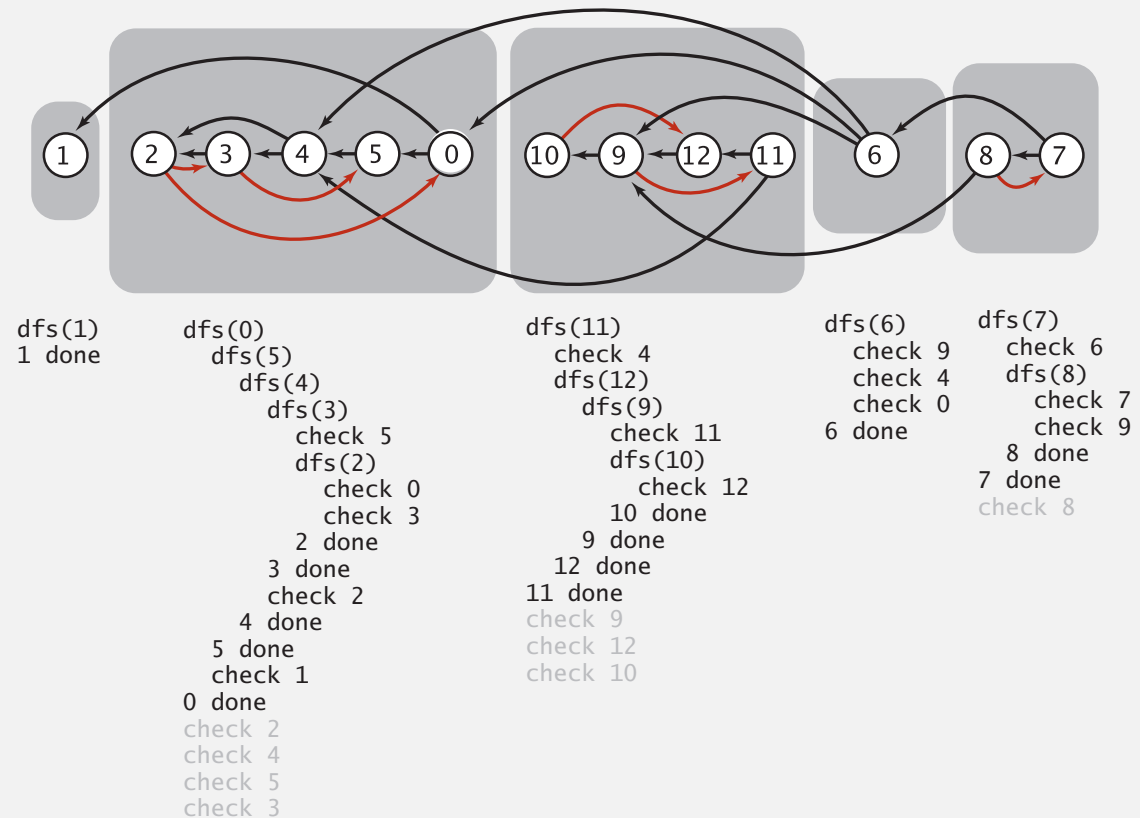 1 2 3 4 5 0 10 9 12 11 6 8 7
dfs(1)
1 done
dfs(0)
dfs(5)
dfs(4)
dfs(3)
check 5
dfs(2)
check 0
check 3
2 done
3 done
check 2
4 done
5 done
check 1
0 done
check 2
check 4
check 5
check 3
dfs(11)
check 4
dfs(12)
dfs(9)
check 11
dfs(10)
check 12
10 done
9 done
12 done
11 done
check 9
check 12
check 10
dfs(6)
check 9
check 4
check 0
6 done
dfs(7)
check 6
dfs(8)
check 7
check 9
8 done
7 done
check 8